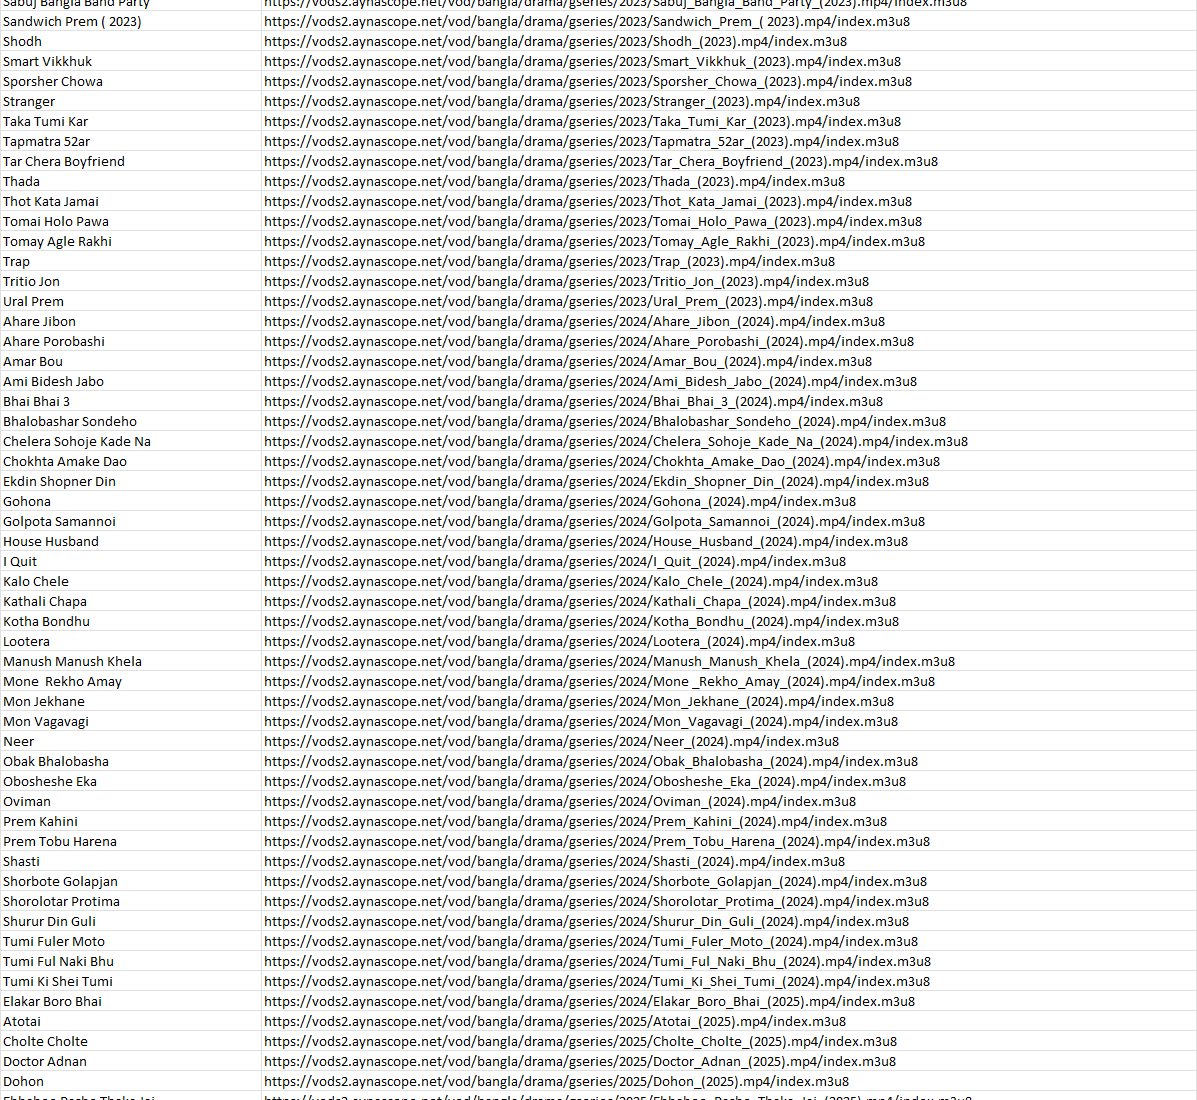 Sabuj Bangla Band Party https://vods2.aynascope.net/vod/bangla/drama/gseries/2023/Sabuj_Bangla_Band_Party_(2023).mp4/index.m3u8
Sandwich Prem ( 2023) https://vods2.aynascope.net/vod/bangla/drama/gseries/2023/Sandwich_Prem_( 2023).mp4/index.m3u8
Shodh https://vods2.aynascope.net/vod/bangla/drama/gseries/2023/Shodh_(2023).mp4/index.m3u8
Smart Vikkhuk https://vods2.aynascope.net/vod/bangla/drama/gseries/2023/Smart_Vikkhuk_(2023).mp4/index.m3u8
Sporsher Chowa https://vods2.aynascope.net/vod/bangla/drama/gseries/2023/Sporsher_Chowa_(2023).mp4/index.m3u8
Stranger https://vods2.aynascope.net/vod/bangla/drama/gseries/2023/Stranger_(2023).mp4/index.m3u8
Taka Tumi Kar https://vods2.aynascope.net/vod/bangla/drama/gseries/2023/Taka_Tumi_Kar_(2023).mp4/index.m3u8
Tapmatra 52ar https://vods2.aynascope.net/vod/bangla/drama/gseries/2023/Tapmatra_52ar_(2023).mp4/index.m3u8
Tar Chera Boyfriend https://vods2.aynascope.net/vod/bangla/drama/gseries/2023/Tar_Chera_Boyfriend_(2023).mp4/index.m3u8
Thada https://vods2.aynascope.net/vod/bangla/drama/gseries/2023/Thada_(2023).mp4/index.m3u8
Thot Kata Jamai https://vods2.aynascope.net/vod/bangla/drama/gseries/2023/Thot_Kata_Jamai_(2023).mp4/index.m3u8
Tomai Holo Pawa https://vods2.aynascope.net/vod/bangla/drama/gseries/2023/Tomai_Holo_Pawa_(2023).mp4/index.m3u8
Tomay Agle Rakhi https://vods2.aynascope.net/vod/bangla/drama/gseries/2023/Tomay_Agle_Rakhi_(2023).mp4/index.m3u8
Trap https://vods2.aynascope.net/vod/bangla/drama/gseries/2023/Trap_(2023).mp4/index.m3u8
Tritio Jon https://vods2.aynascope.net/vod/bangla/drama/gseries/2023/Tritio_Jon_(2023).mp4/index.m3u8
Ural Prem https://vods2.aynascope.net/vod/bangla/drama/gseries/2023/Ural_Prem_(2023).mp4/index.m3u8
Ahare Jibon https://vods2.aynascope.net/vod/bangla/drama/gseries/2024/Ahare_Jibon_(2024).mp4/index.m3u8
Ahare Porobashi https://vods2.aynascope.net/vod/bangla/drama/gseries/2024/Ahare_Porobashi_(2024).mp4/index.m3u8
Amar Bou https://vods2.aynascope.net/vod/bangla/drama/gseries/2024/Amar_Bou_(2024).mp4/index.m3u8
Ami Bidesh Jabo https://vods2.aynascope.net/vod/bangla/drama/gseries/2024/Ami_Bidesh_Jabo_(2024).mp4/index.m3u8
Bhai Bhai 3 https://vods2.aynascope.net/vod/bangla/drama/gseries/2024/Bhai_Bhai_3_(2024).mp4/index.m3u8
Bhalobashar Sondeho https://vods2.aynascope.net/vod/bangla/drama/gseries/2024/Bhalobashar_Sondeho_(2024).mp4/index.m3u8
Chelera Sohoje Kade Na https://vods2.aynascope.net/vod/bangla/drama/gseries/2024/Chelera_Sohoje_Kade_Na_(2024).mp4/index.m3u8
Chokhta Amake Dao https://vods2.aynascope.net/vod/bangla/drama/gseries/2024/Chokhta_Amake_Dao_(2024).mp4/index.m3u8
Ekdin Shopner Din https://vods2.aynascope.net/vod/bangla/drama/gseries/2024/Ekdin_Shopner_Din_(2024).mp4/index.m3u8
Gohona https://vods2.aynascope.net/vod/bangla/drama/gseries/2024/Gohona_(2024).mp4/index.m3u8
Golpota Samannoi https://vods2.aynascope.net/vod/bangla/drama/gseries/2024/Golpota_Samannoi_(2024).mp4/index.m3u8
House Husband https://vods2.aynascope.net/vod/bangla/drama/gseries/2024/House_Husband_(2024).mp4/index.m3u8
I Quit https://vods2.aynascope.net/vod/bangla/drama/gseries/2024/I_Quit_(2024).mp4/index.m3u8
Kalo Chele https://vods2.aynascope.net/vod/bangla/drama/gseries/2024/Kalo_Chele_(2024).mp4/index.m3u8
Kathali Chapa https://vods2.aynascope.net/vod/bangla/drama/gseries/2024/Kathali_Chapa_(2024).mp4/index.m3u8
Kotha Bondhu https://vods2.aynascope.net/vod/bangla/drama/gseries/2024/Kotha_Bondhu_(2024).mp4/index.m3u8
Lootera https://vods2.aynascope.net/vod/bangla/drama/gseries/2024/Lootera_(2024).mp4/index.m3u8
Manush Manush Khela https://vods2.aynascope.net/vod/bangla/drama/gseries/2024/Manush_Manush_Khela_(2024).mp4/index.m3u8
Mone  Rekho Amay https://vods2.aynascope.net/vod/bangla/drama/gseries/2024/Mone _Rekho_Amay_(2024).mp4/index.m3u8
Mon Jekhane https://vods2.aynascope.net/vod/bangla/drama/gseries/2024/Mon_Jekhane_(2024).mp4/index.m3u8
Mon Vagavagi https://vods2.aynascope.net/vod/bangla/drama/gseries/2024/Mon_Vagavagi_(2024).mp4/index.m3u8
Neer https://vods2.aynascope.net/vod/bangla/drama/gseries/2024/Neer_(2024).mp4/index.m3u8
Obak Bhalobasha https://vods2.aynascope.net/vod/bangla/drama/gseries/2024/Obak_Bhalobasha_(2024).mp4/index.m3u8
Obosheshe Eka https://vods2.aynascope.net/vod/bangla/drama/gseries/2024/Obosheshe_Eka_(2024).mp4/index.m3u8
Oviman https://vods2.aynascope.net/vod/bangla/drama/gseries/2024/Oviman_(2024).mp4/index.m3u8
Prem Kahini https://vods2.aynascope.net/vod/bangla/drama/gseries/2024/Prem_Kahini_(2024).mp4/index.m3u8
Prem Tobu Harena https://vods2.aynascope.net/vod/bangla/drama/gseries/2024/Prem_Tobu_Harena_(2024).mp4/index.m3u8
Shasti https://vods2.aynascope.net/vod/bangla/drama/gseries/2024/Shasti_(2024).mp4/index.m3u8
Shorbote Golapjan https://vods2.aynascope.net/vod/bangla/drama/gseries/2024/Shorbote_Golapjan_(2024).mp4/index.m3u8
Shorolotar Protima https://vods2.aynascope.net/vod/bangla/drama/gseries/2024/Shorolotar_Protima_(2024).mp4/index.m3u8
Shurur Din Guli https://vods2.aynascope.net/vod/bangla/drama/gseries/2024/Shurur_Din_Guli_(2024).mp4/index.m3u8
Tumi Fuler Moto https://vods2.aynascope.net/vod/bangla/drama/gseries/2024/Tumi_Fuler_Moto_(2024).mp4/index.m3u8
Tumi Ful Naki Bhu https://vods2.aynascope.net/vod/bangla/drama/gseries/2024/Tumi_Ful_Naki_Bhu_(2024).mp4/index.m3u8
Tumi Ki Shei Tumi https://vods2.aynascope.net/vod/bangla/drama/gseries/2024/Tumi_Ki_Shei_Tumi_(2024).mp4/index.m3u8
Elakar Boro Bhai https://vods2.aynascope.net/vod/bangla/drama/gseries/2024/Elakar_Boro_Bhai_(2025).mp4/index.m3u8
Atotai https://vods2.aynascope.net/vod/bangla/drama/gseries/2025/Atotai_(2025).mp4/index.m3u8
Cholte Cholte https://vods2.aynascope.net/vod/bangla/drama/gseries/2025/Cholte_Cholte_(2025).mp4/index.m3u8
Doctor Adnan https://vods2.aynascope.net/vod/bangla/drama/gseries/2025/Doctor_Adnan_(2025).mp4/index.m3u8
Dohon https://vods2.aynascope.net/vod/bangla/drama/gseries/2025/Dohon_(2025).mp4/index.m3u8